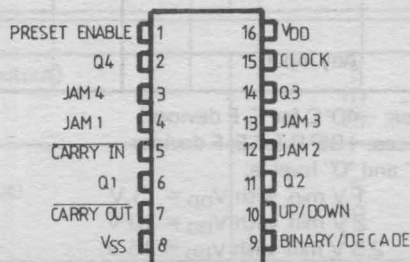 PRESET ENABLE 1 16 VDD
Q4 2 15 CLOCK
JAM 4 3 14 Q3
JAM 1 4 13 JAM 3
CARRY IN 5 12 JAM 2
Q1 6 11 Q2
CARRY OUT 7 10 UP/DOWN
VSS 8 9 BINARY/DECADE